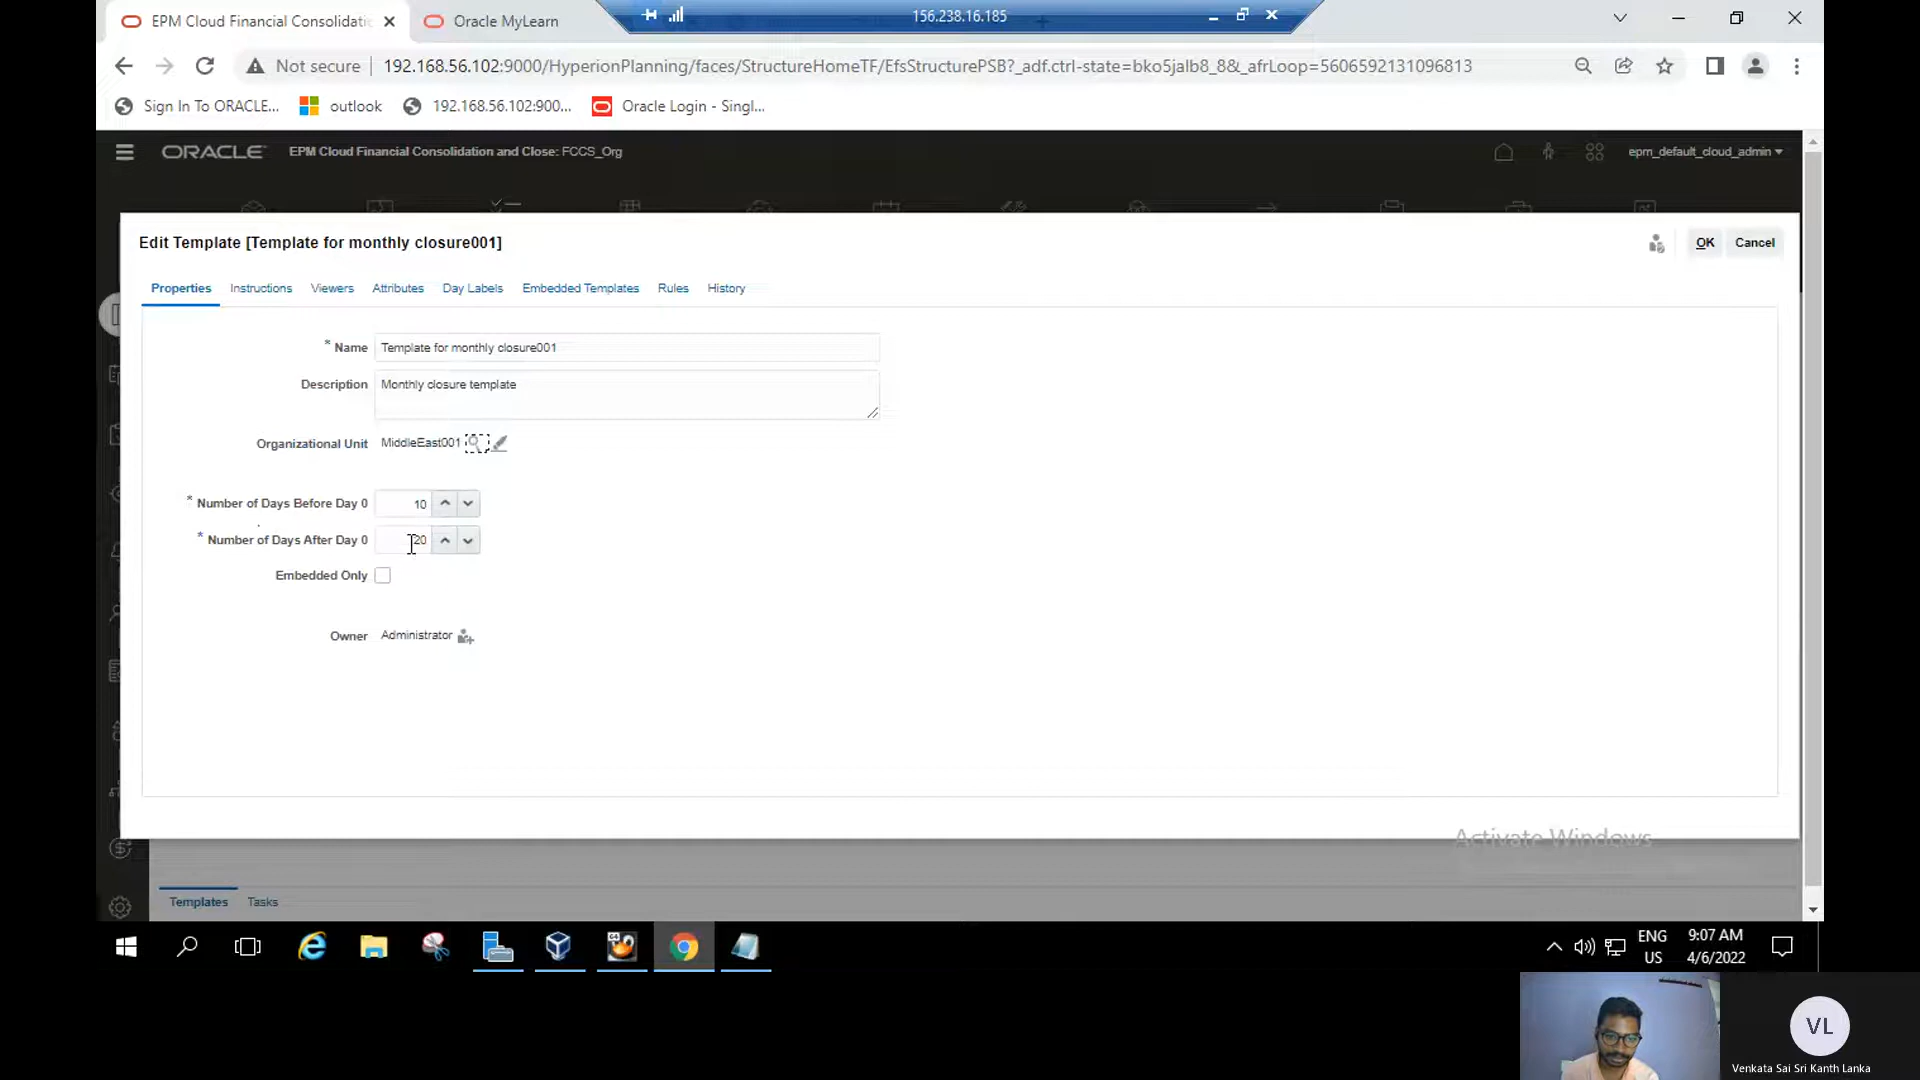 EPM Cloud Financial Consolidatio
Oracle MyLearn
156.238.16.185
Not secure
192.168.56.102:9000/HyperionPlanning/faces/StructureHomeTF/EfsStructurePSB?_adf.ctrl-state=bko5jalb8_8&_afrLoop=5606592131096813
Sign In To ORACLE...
outlook
192.168.56.102:900...
Oracle Login - Singl...
ORACLE
EPM Cloud Financial Consolidation and Close: FCCS_Org
epm_default_cloud_admin
Edit Template [Template for monthly closure001]
OK
Cancel
Properties
Instructions
Viewers
Attributes
Day Labels
Embedded Templates
Rules
History
* Name
Template for monthly closure001
Description
Monthly closure template
Organizational Unit
MiddleEast001
* Number of Days Before Day 0
10
* Number of Days After Day 0
20
Embedded Only
Owner
Administrator
Activate Windows
Templates
Tasks
ENG
US
9:07 AM
4/6/2022
VL
Venkata Sai Sri Kanth Lanka